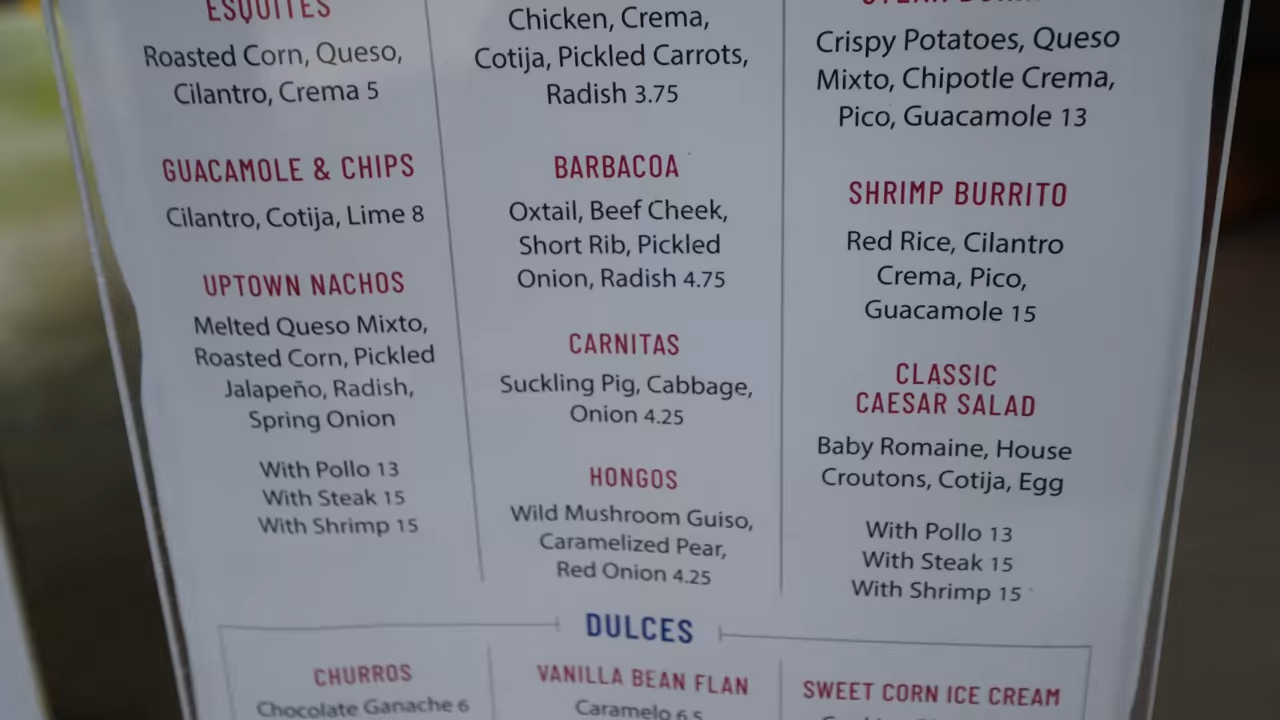 ESQUITES
Roasted Corn, Queso,
Cilantro, Crema 5
GUACAMOLE & CHIPS
Cilantro, Cotija, Lime 8
UPTOWN NACHOS
Melted Queso Mixto,
Roasted Corn, Pickled
Jalapeño, Radish,
Spring Onion
With Pollo 13
With Steak 15
With Shrimp 15
Chicken, Crema,
Cotija, Pickled Carrots,
Radish 3.75
BARBACOA
Oxtail, Beef Cheek,
Short Rib, Pickled
Onion, Radish 4.75
CARNITAS
Suckling Pig, Cabbage,
Onion 4.25
HONGOS
Wild Mushroom Guiso,
Caramelized Pear,
Red Onion 4.25
Crispy Potatoes, Queso
Mixto, Chipotle Crema,
Pico, Guacamole 13
SHRIMP BURRITO
Red Rice, Cilantro
Crema, Pico,
Guacamole 15
CLASSIC
CAESAR SALAD
Baby Romaine, House
Croutons, Cotija, Egg
With Pollo 13
With Steak 15
With Shrimp 15
DULCES
CHURROS
Chocolate Ganache 6
VANILLA BEAN FLAN
Caramelo 6.5
SWEET CORN ICE CREAM